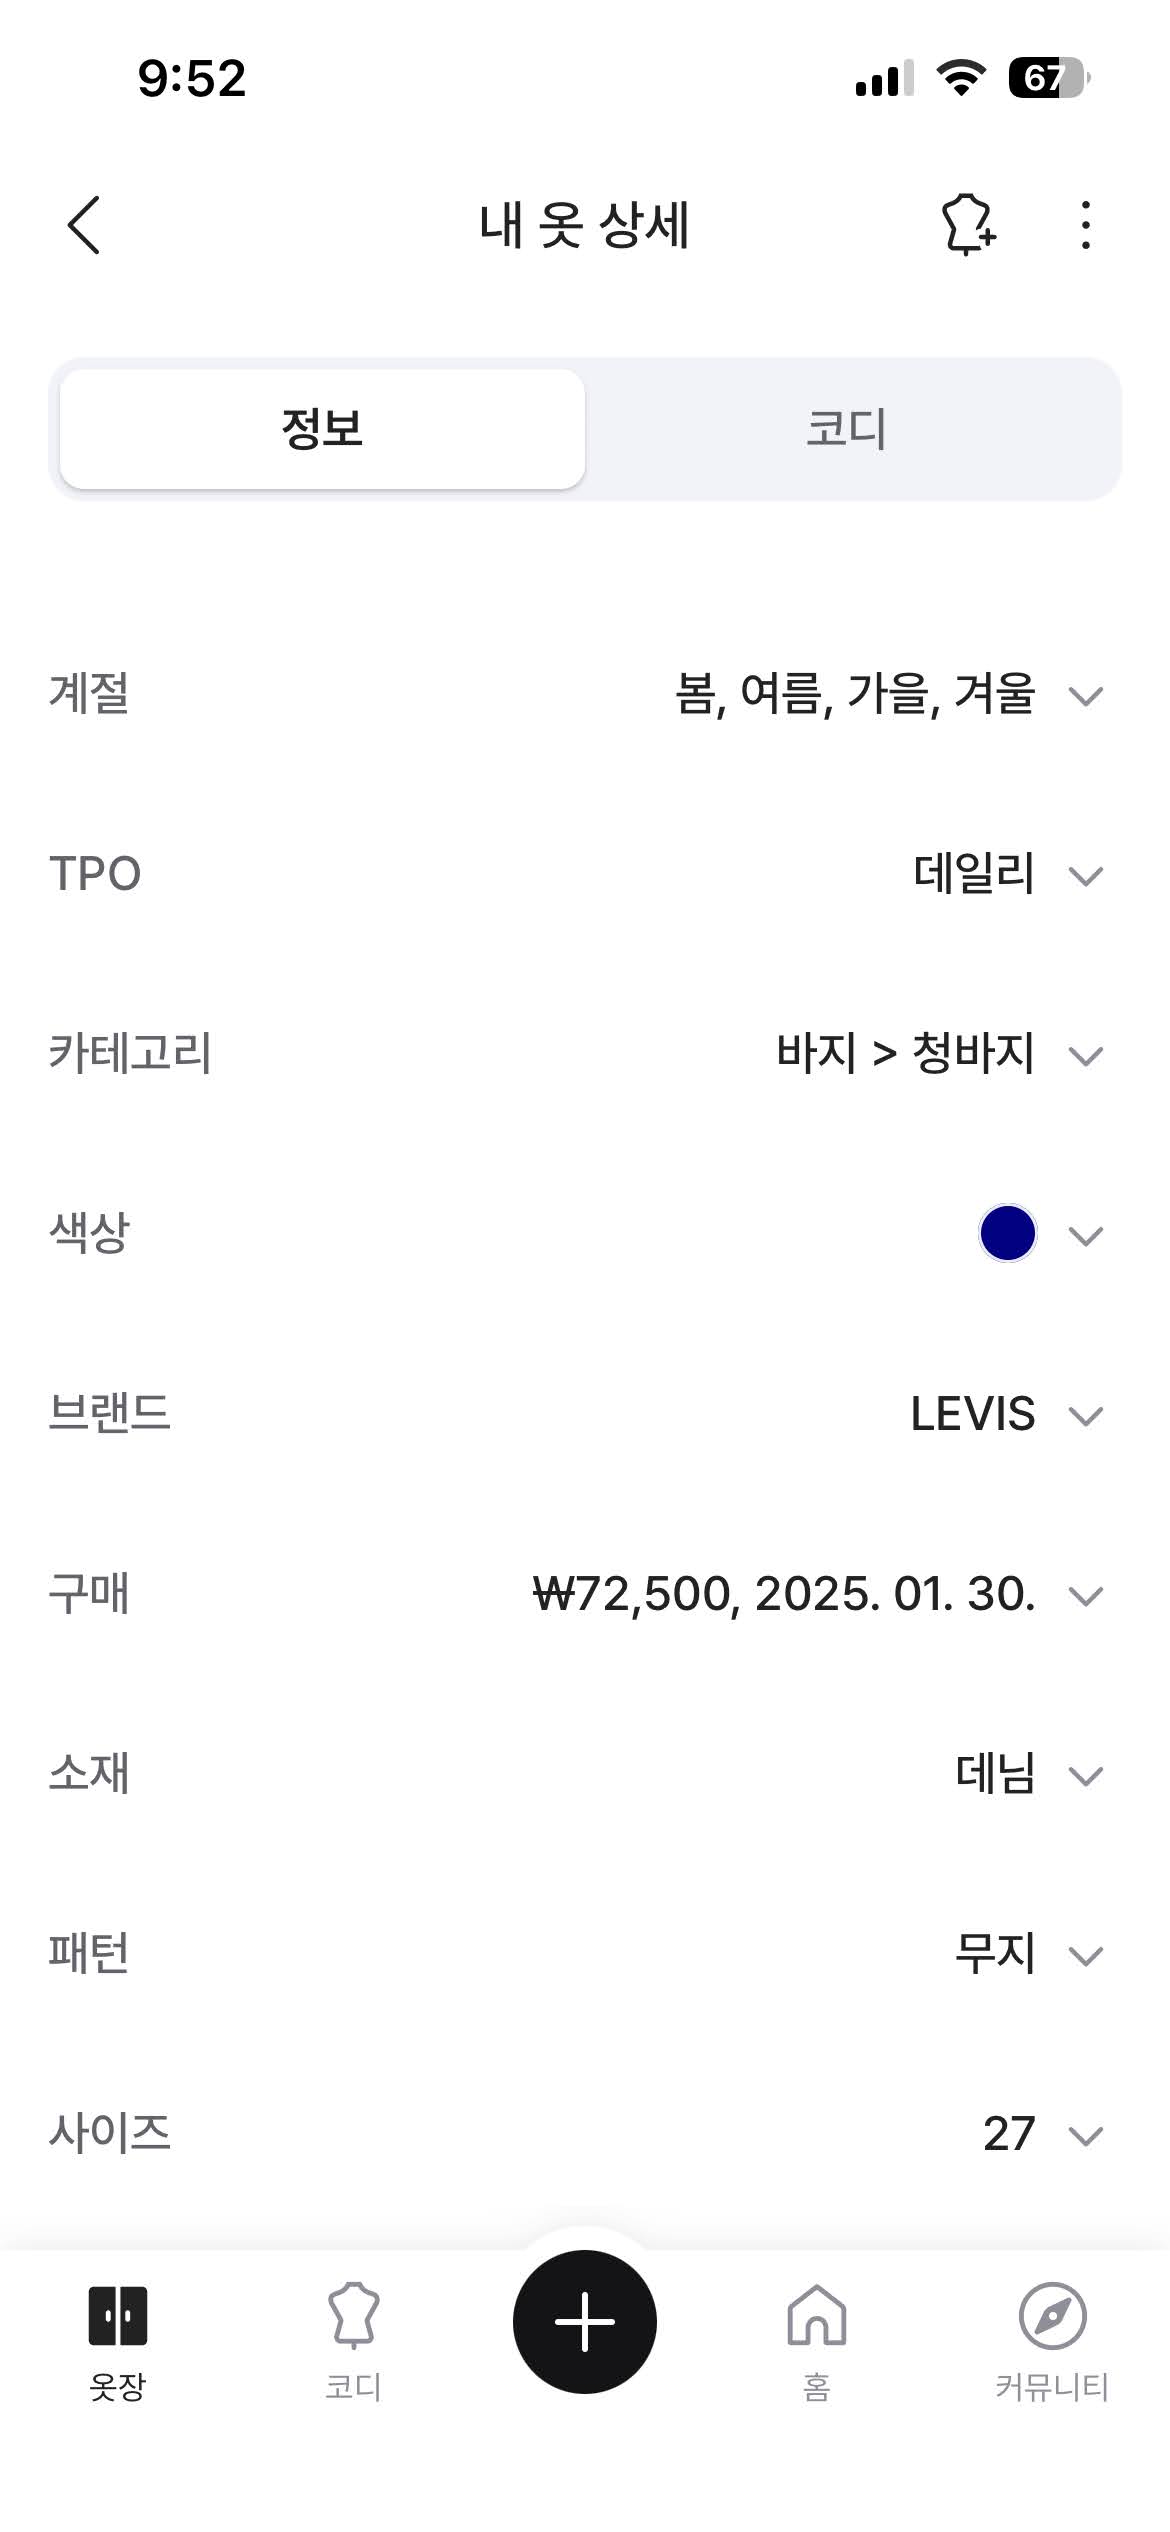 9:52
67
내 옷 상세
정보
코디
계절
봄, 여름, 가을, 겨울
TPO
데일리
카테고리
바지 > 청바지
색상
브랜드
LEVIS
구매
₩72,500, 2025. 01. 30.
소재
데님
패턴
무지
사이즈
27
옷장
코디
홈
커뮤니티